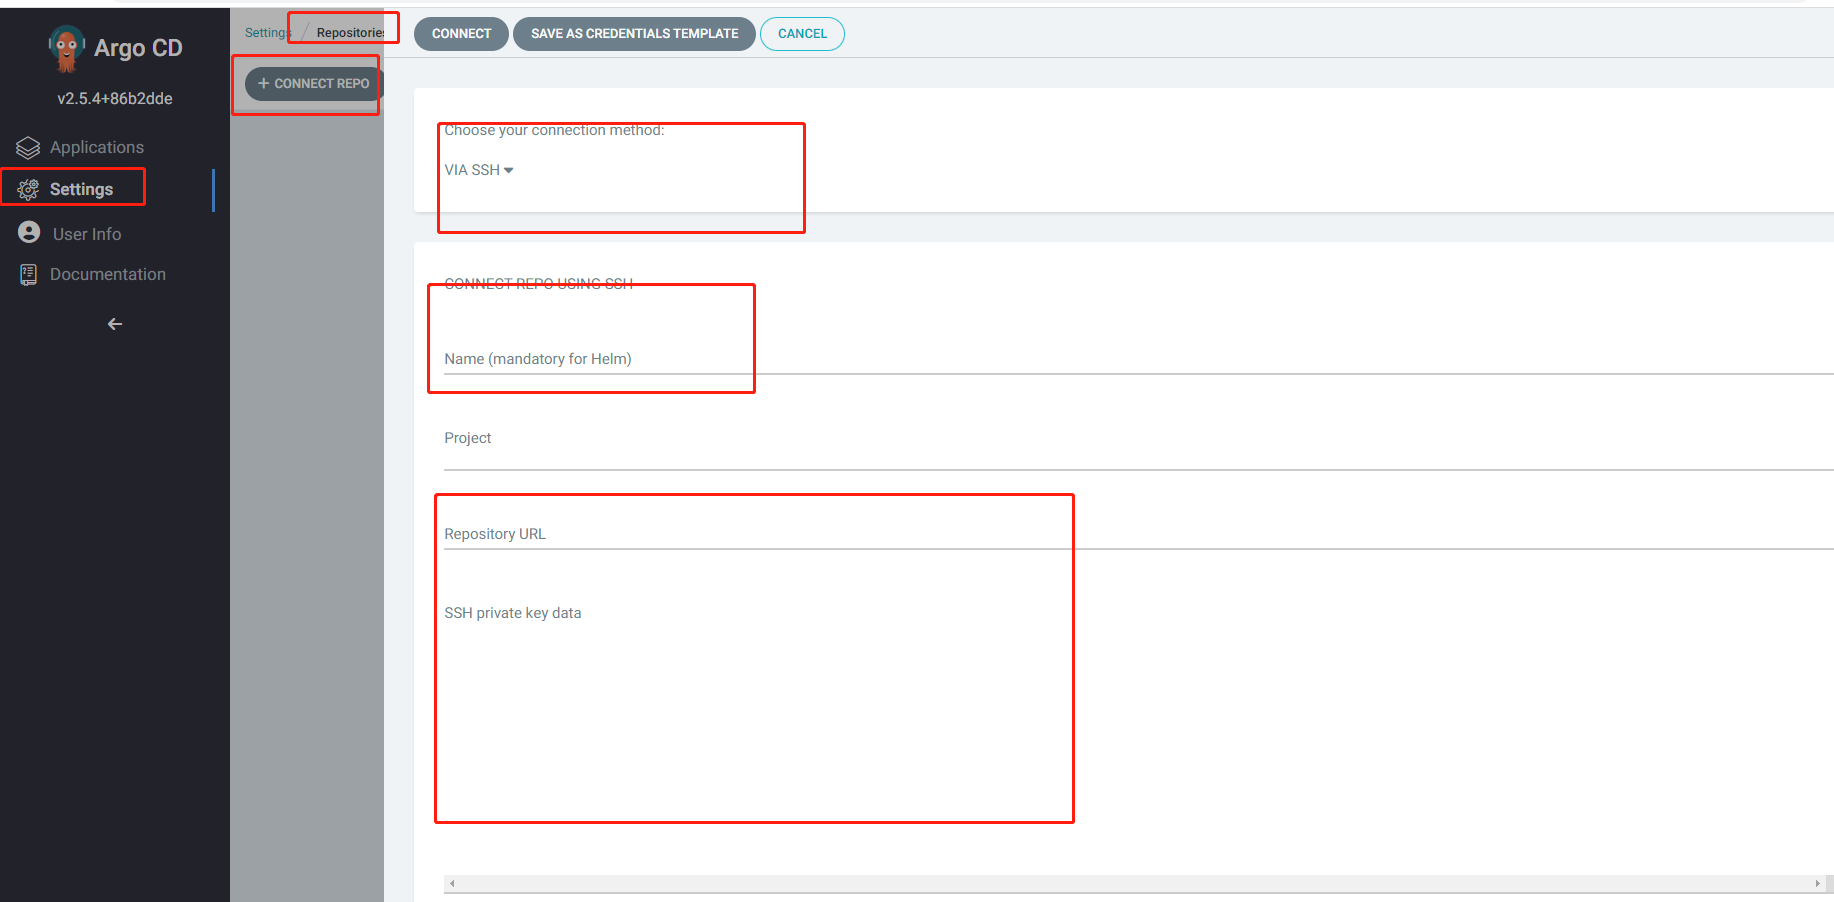 Argo CD
v2.5.4+86b2dde
Applications
Settings
User Info
Documentation
Settings / Repositories
+ CONNECT REPO
CONNECT
SAVE AS CREDENTIALS TEMPLATE
CANCEL
Choose your connection method:
VIA SSH
CONNECT REPO USING SSH
Name (mandatory for Helm)
Project
Repository URL
SSH private key data